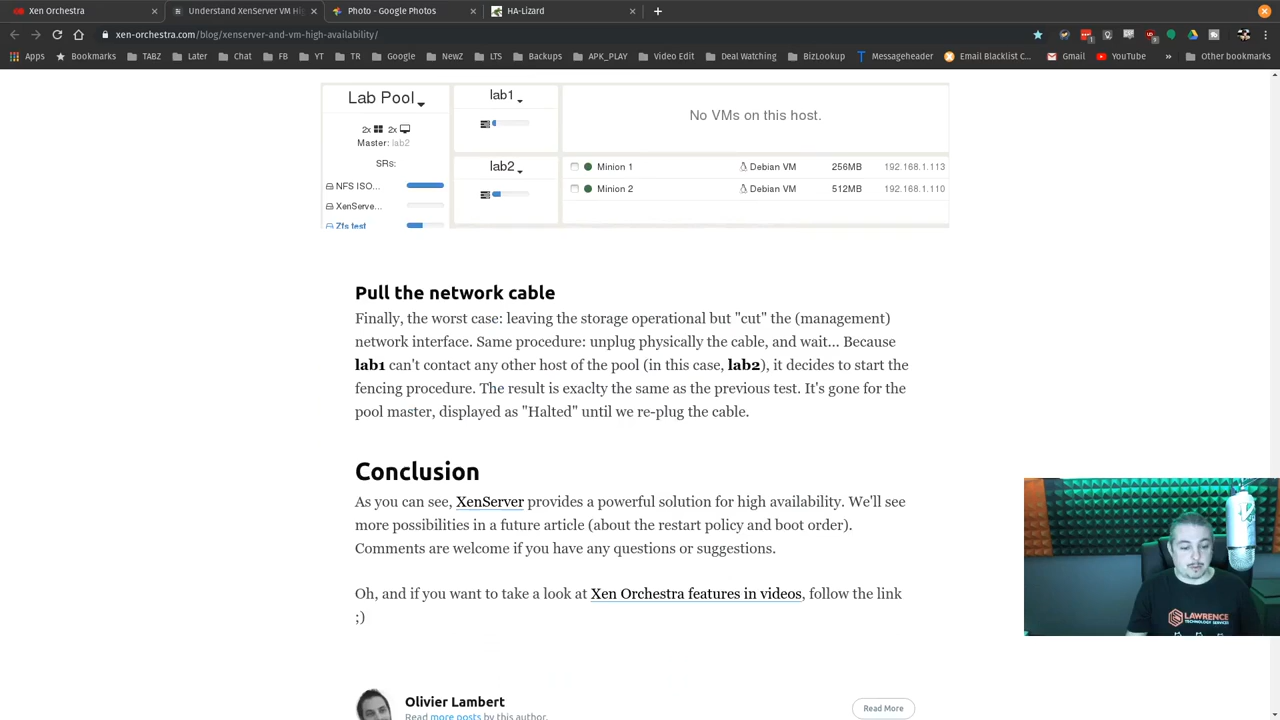 Xen Orchestra
Understand XenServer VM Hi
Photo - Google Photos
HA-Lizard
xen-orchestra.com/blog/xenserver-and-vm-high-availability/
Apps
Bookmarks
TABZ
Later
Chat
FB
YT
TR
Google
NewZ
LTS
Backups
APK_PLAY
Video Edit
Deal Watching
BizLookup
Messageheader
Email Blacklist C...
Gmail
YouTube
»
Other bookmarks
Lab Pool
2x 2x
Master: lab2
SRs:
NFS ISO...
XenServe...
Zfs test
lab1
No VMs on this host.
lab2
Minion 1 Debian VM 256MB 192.168.1.113
Minion 2 Debian VM 512MB 192.168.1.110
Pull the network cable
Finally, the worst case: leaving the storage operational but "cut" the (management)
network interface. Same procedure: unplug physically the cable, and wait... Because
lab1 can't contact any other host of the pool (in this case, lab2), it decides to start the
fencing procedure. The result is exaclty the same as the previous test. It's gone for the
pool master, displayed as "Halted" until we re-plug the cable.
Conclusion
As you can see, XenServer provides a powerful solution for high availability. We'll see
more possibilities in a future article (about the restart policy and boot order).
Comments are welcome if you have any questions or suggestions.
Oh, and if you want to take a look at Xen Orchestra features in videos, follow the link
;)
Olivier Lambert
Read more posts by this author.
Read More
LAWRENCE
TECHNOLOGY SERVICES